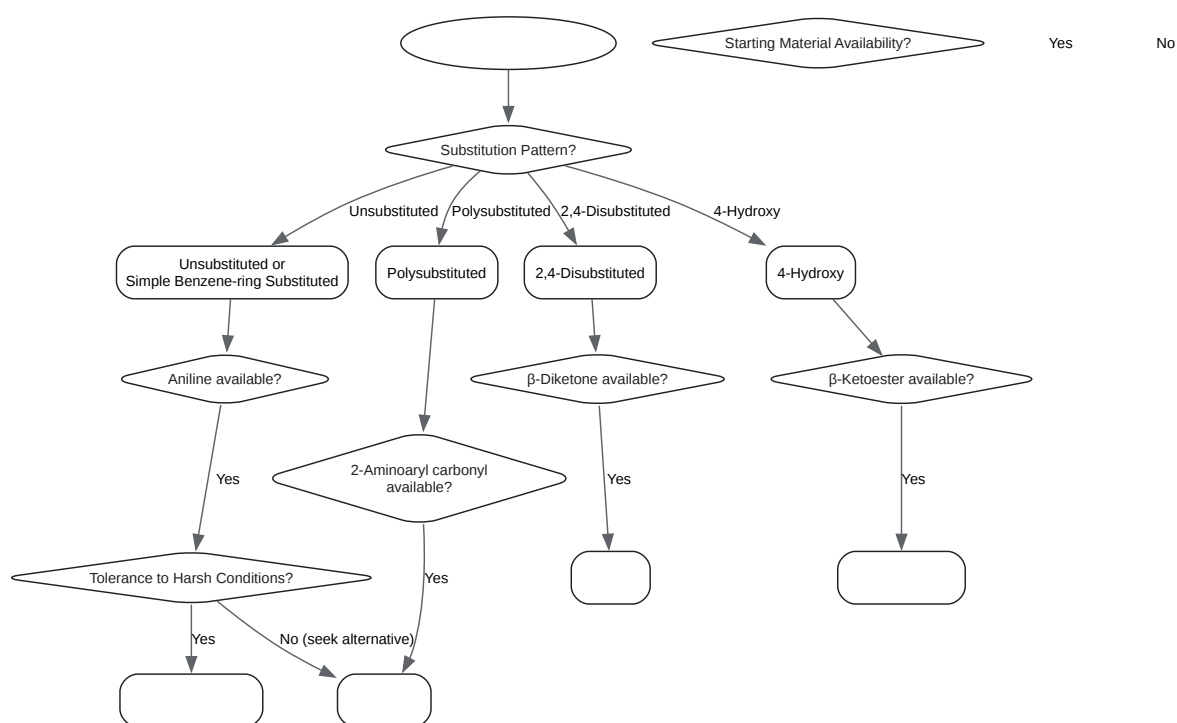 Starting Material Availability?
Yes
No
Substitution Pattern?
Unsubstituted
Polysubstituted
2,4-Disubstituted
4-Hydroxy
Unsubstituted or
Simple Benzene-ring Substituted
Polysubstituted
2,4-Disubstituted
4-Hydroxy
Aniline available?
β-Diketone available?
β-Ketoester available?
2-Aminoaryl carbonyl
available?
Yes
Yes
Yes
Tolerance to Harsh Conditions?
Yes
Yes
No (seek alternative)